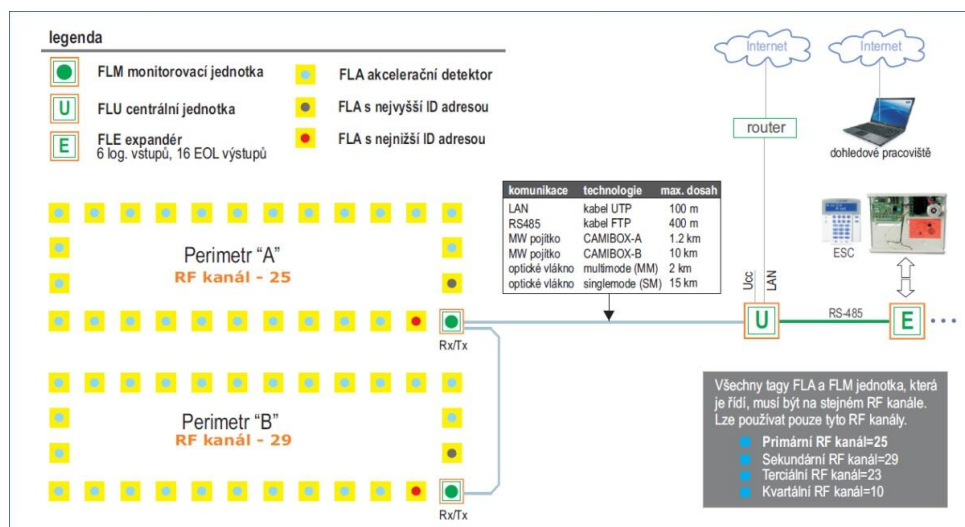 legenda
FLM monitorovací jednotka
FLU centrální jednotka
FLE expandér
6 log. vstupů, 16 EOL výstupů
FLA akcelerační detektor
FLA s nejvyšší ID adresou
FLA s nejnižší ID adresou
U
E
Internet
Internet
router
dohledové pracoviště
komunikace technologie max. dosah
LAN kabel UTP 100 m
RS485 kabel FTP 400 m
MW pojítko CAMIBOX-A 1.2 km
MW pojítko CAMIBOX-B 10 km
optické vlákno multimode (MM) 2 km
optické vlákno singlemode (SM) 15 km
ESC
Ucc
LAN
Perimetr "A"
RF kanál - 25
Rx/Tx
U
RS-485
E
Perimetr "B"
RF kanál - 29
Rx/Tx
Všechny tagy FLA a FLM jednotka, která
je řídí, musí být na stejném RF kanále.
Lze používat pouze tyto RF kanály.
Primární RF kanál=25
Sekundární RF kanál=29
Terciální RF kanál=23
Kvartální RF kanál=10